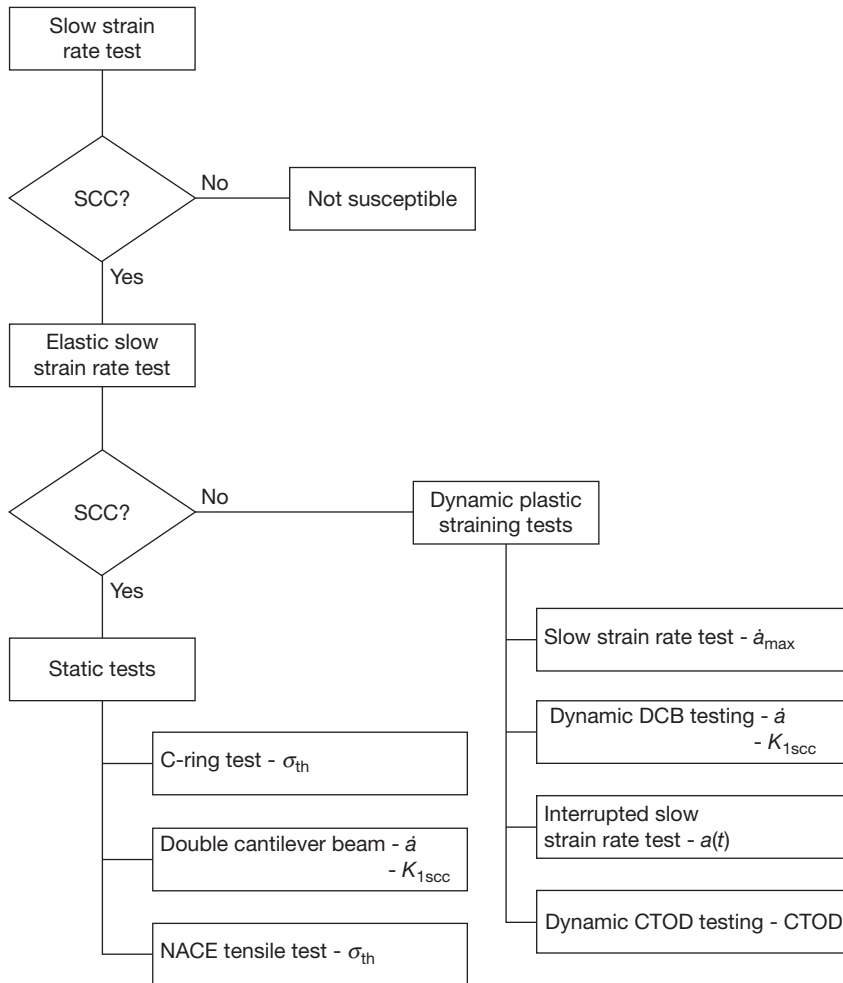 Slow strain
rate test
SCC?
No
Not susceptible
Yes
Elastic slow
strain rate test
SCC?
No
Dynamic plastic
straining tests
Yes
Static tests
C-ring test - σth
Double cantilever beam - ȧ
- K1scc
NACE tensile test - σth
Slow strain rate test - ȧmax
Dynamic DCB testing - ȧ
- K1scc
Interrupted slow
strain rate test - a(t)
Dynamic CTOD testing - CTOD